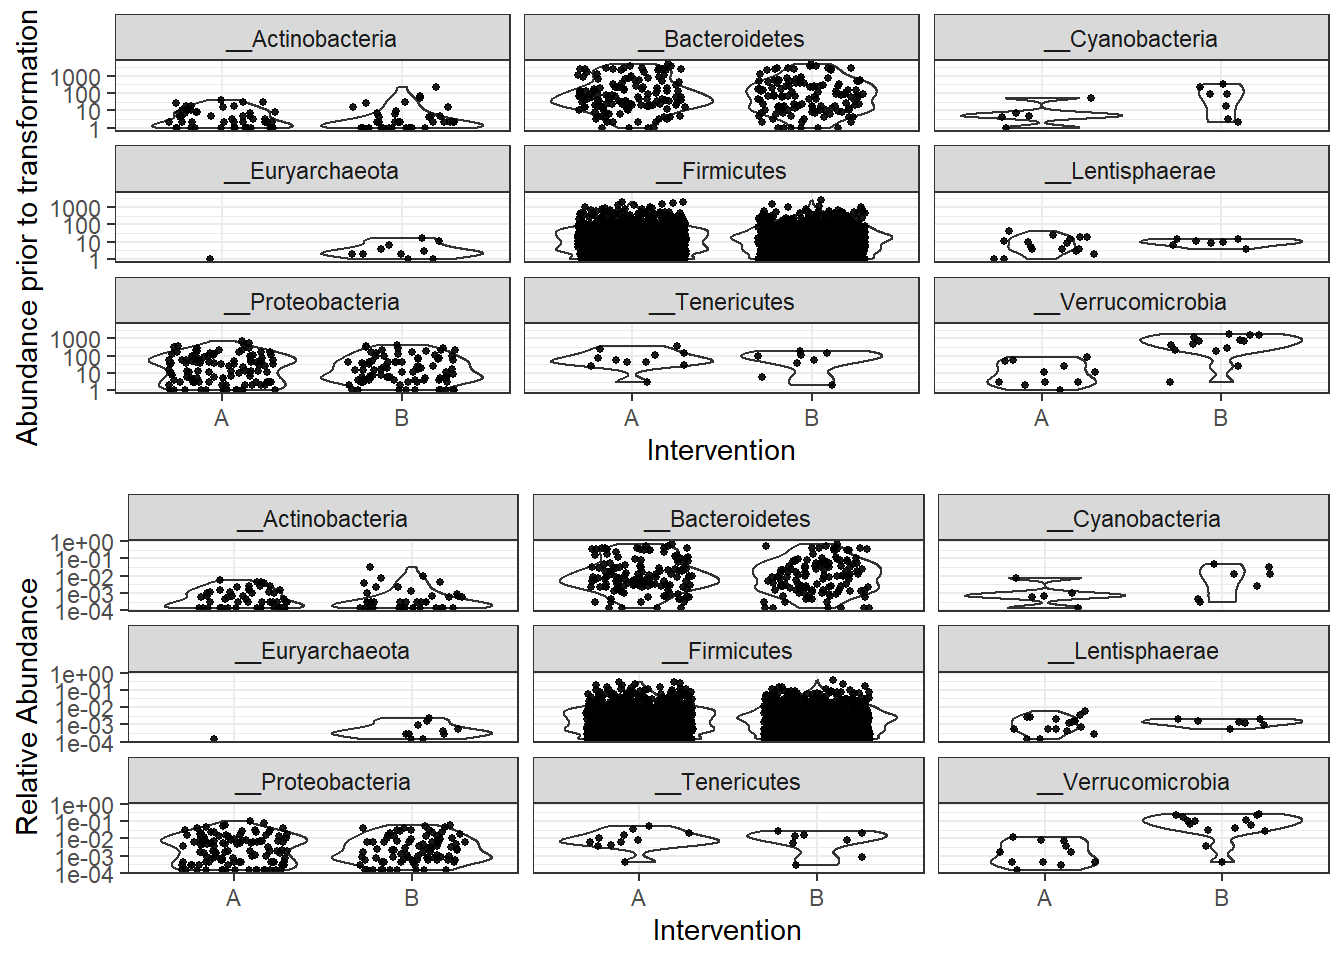 Abundance prior to transformation
__Actinobacteria
__Bacteroidetes
__Cyanobacteria
1000
100
10
1
__Euryarchaeota
__Firmicutes
__Lentisphaerae
1000
100
10
1
__Proteobacteria
__Tenericutes
__Verrucomicrobia
1000
100
10
1
A B A B A B
Intervention
Relative Abundance
__Actinobacteria
__Bacteroidetes
__Cyanobacteria
1e+00
1e-01
1e-02
1e-03
1e-04
__Euryarchaeota
__Firmicutes
__Lentisphaerae
1e+00
1e-01
1e-02
1e-03
1e-04
__Proteobacteria
__Tenericutes
__Verrucomicrobia
1e+00
1e-01
1e-02
1e-03
1e-04
A B A B A B
Intervention